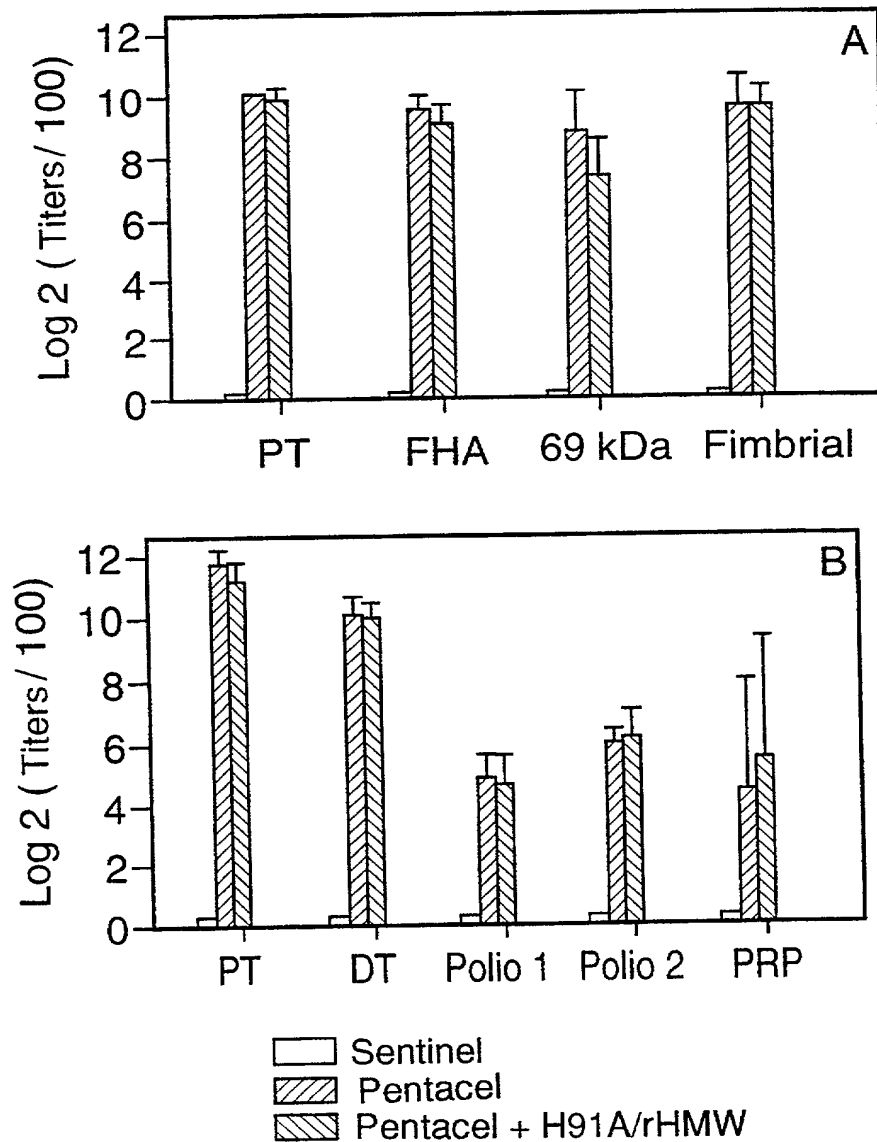 A
Log 2 ( Titers / 100)
12
10
8
6
4
2
0
PT FHA 69 kDa Fimbrial
B
Log 2 ( Titers / 100)
12
10
8
6
4
2
0
PT DT Polio 1 Polio 2 PRP
Sentinel
Pentacel
Pentacel + H91A/rHMW